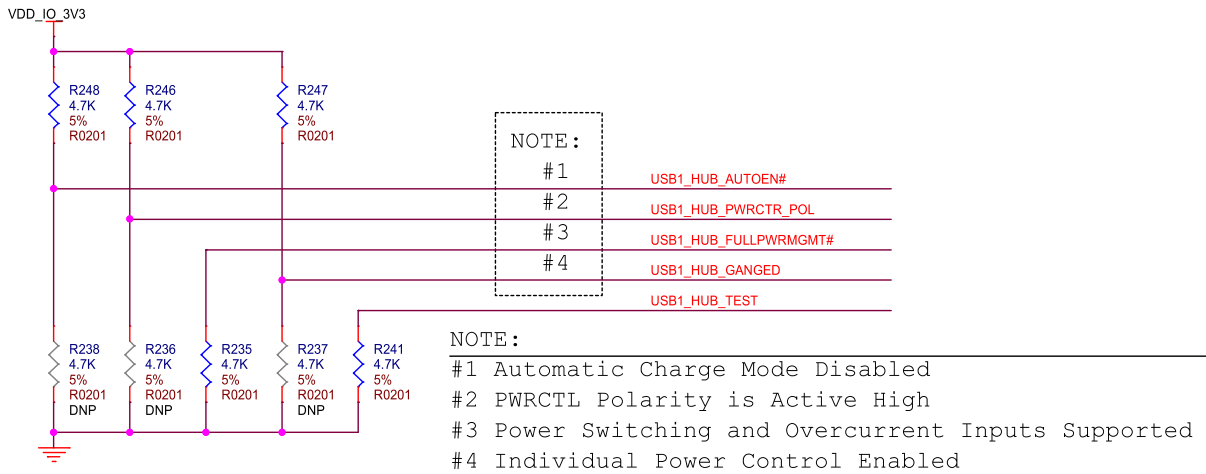 VDD_IO_3V3
R248
4.7K
5%
R0201
R246
4.7K
5%
R0201
R247
4.7K
5%
R0201
NOTE:
#1
#2
#3
#4
USB1_HUB_AUTOEN#
USB1_HUB_PWRCTR_POL
USB1_HUB_FULLPWRMGMT#
USB1_HUB_GANGED
USB1_HUB_TEST
R238
4.7K
5%
R0201
DNP
R236
4.7K
5%
R0201
DNP
R235
4.7K
5%
R0201
R237
4.7K
5%
R0201
DNP
R241
4.7K
5%
R0201
NOTE:
#1 Automatic Charge Mode Disabled
#2 PWRCTL Polarity is Active High
#3 Power Switching and Overcurrent Inputs Supported
#4 Individual Power Control Enabled